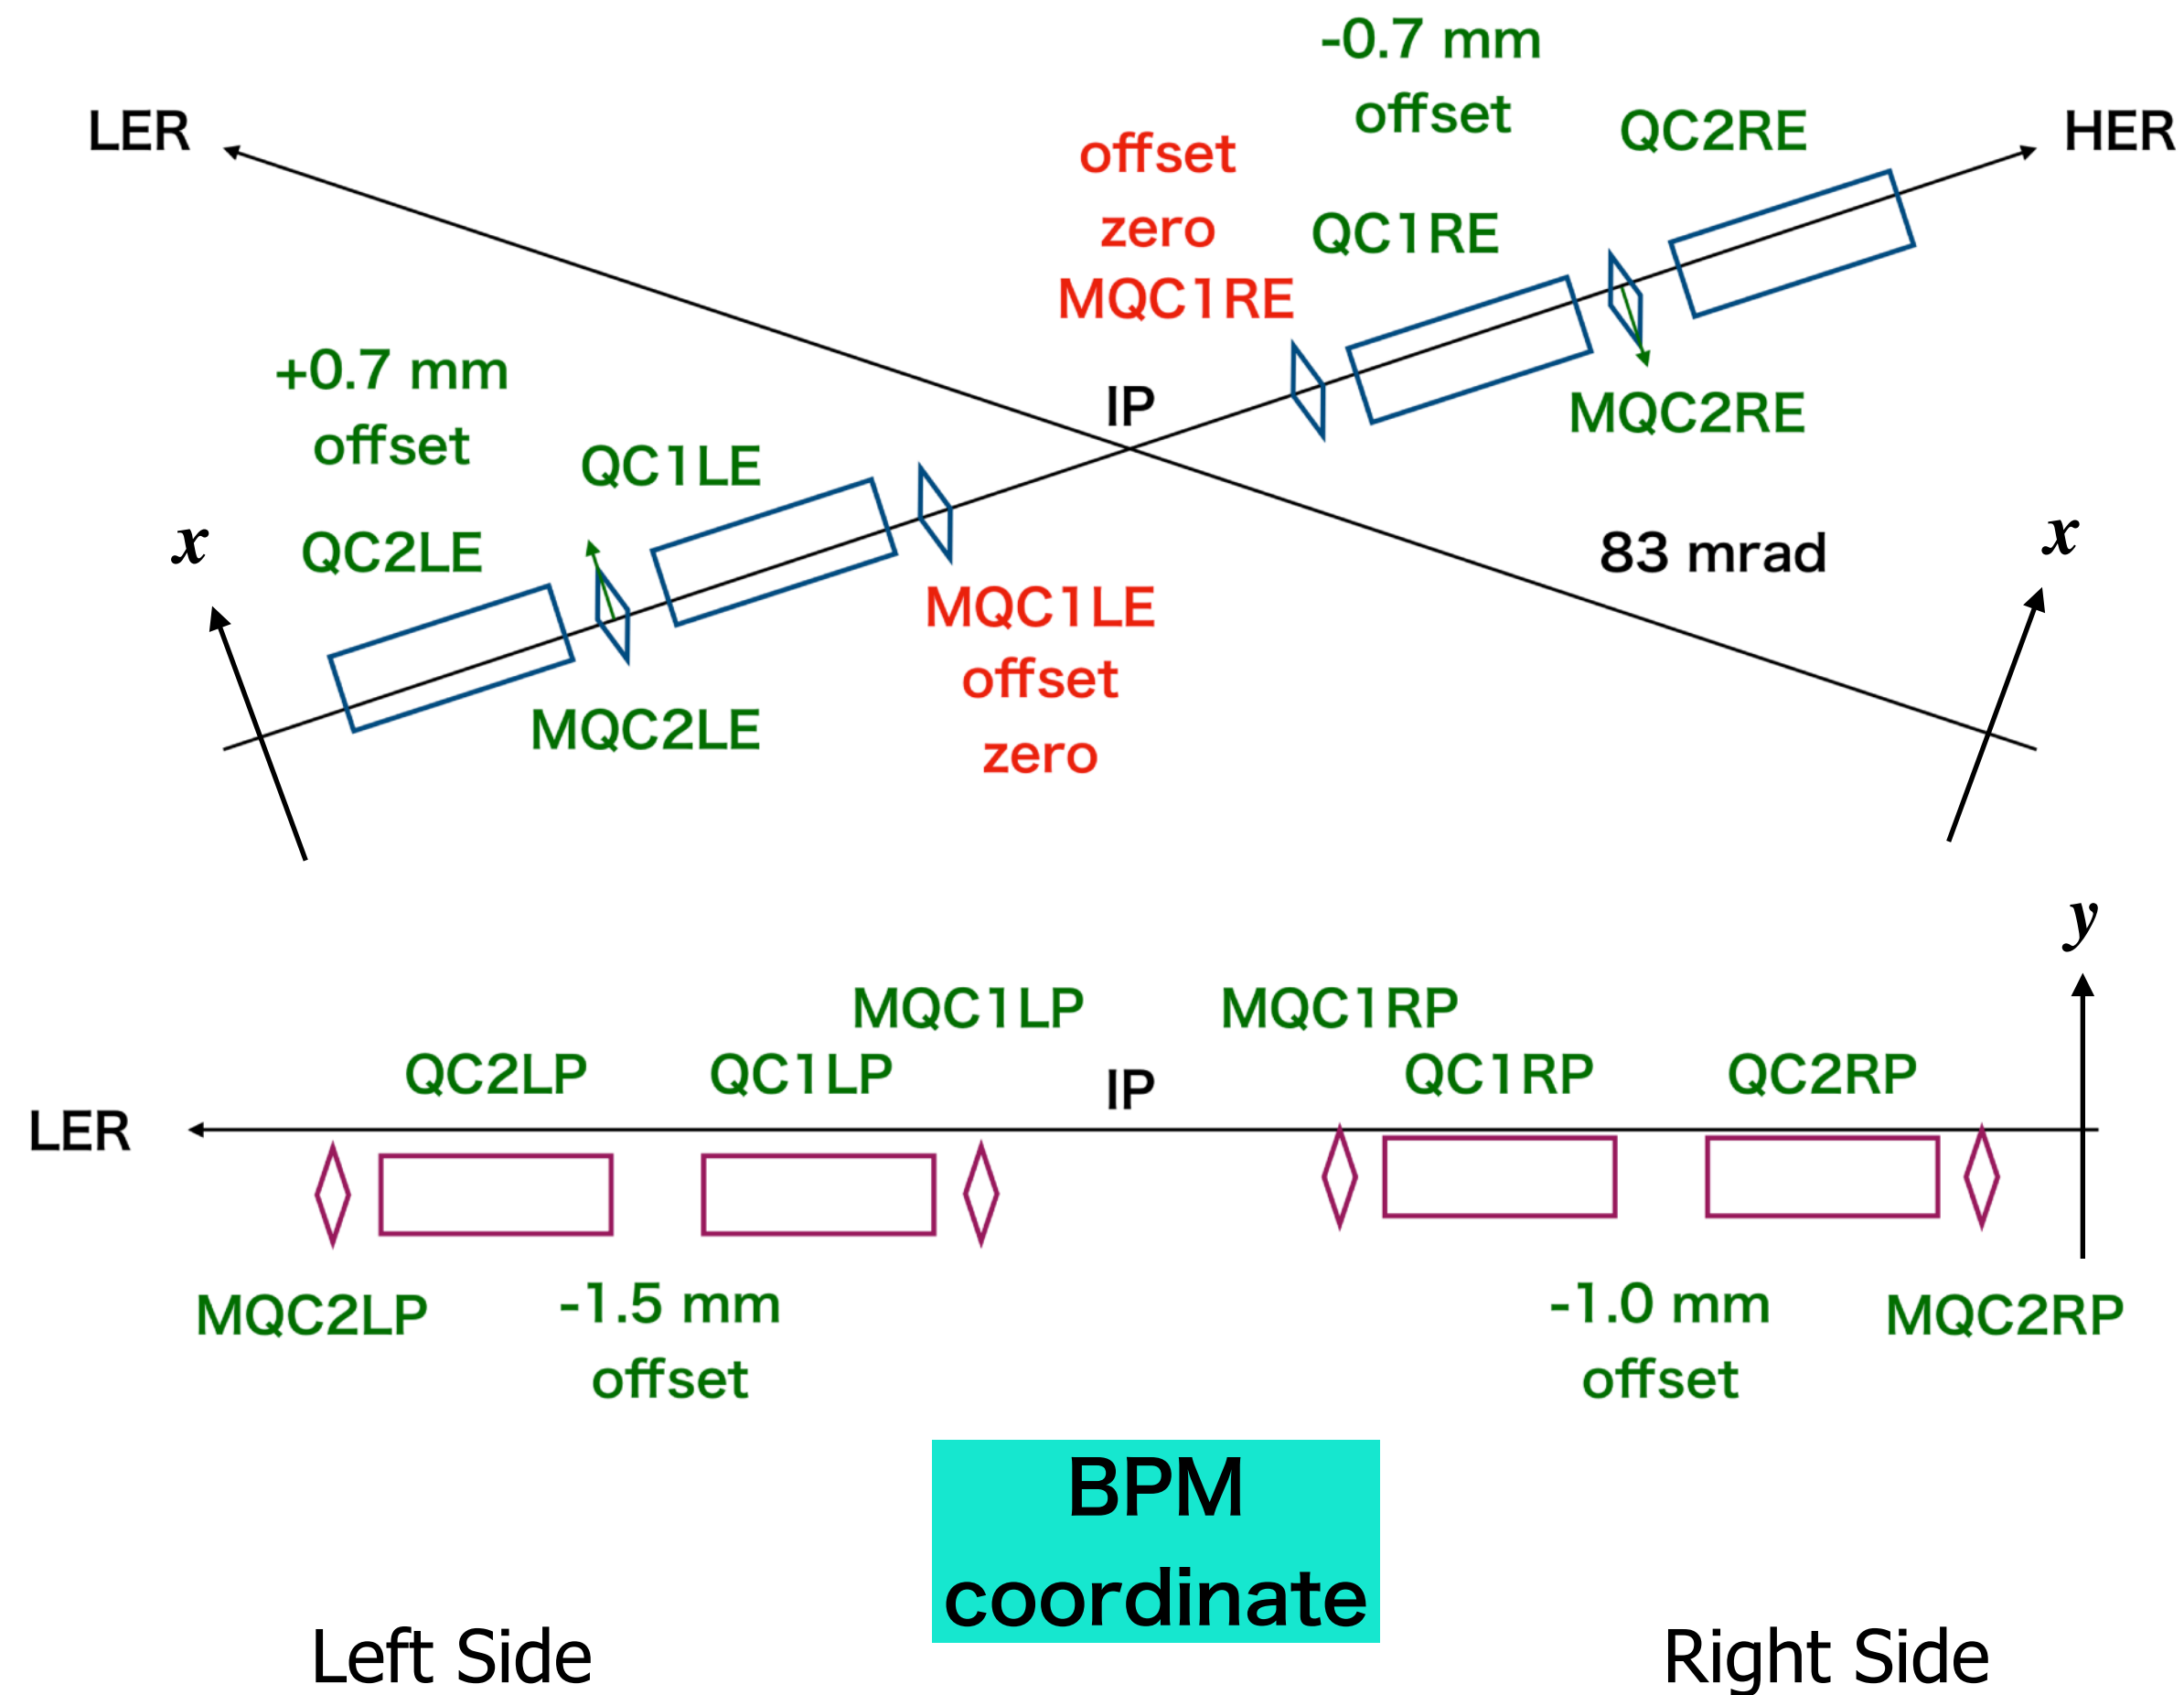 -0.7 mm
offset
LER
QC2RE
HER
offset
zero
MQC1RE
QC1RE
+0.7 mm
offset
IP
MQC2RE
QC1LE
x
QC2LE
x
83 mrad
MQC1LE
offset
zero
MQC2LE
y
MQC1LP
MQC1RP
QC2LP
QC1LP
IP
QC1RP
QC2RP
LER
MQC2LP
-1.5 mm
offset
-1.0 mm
offset
MQC2RP
BPM
coordinate
Left Side
Right Side